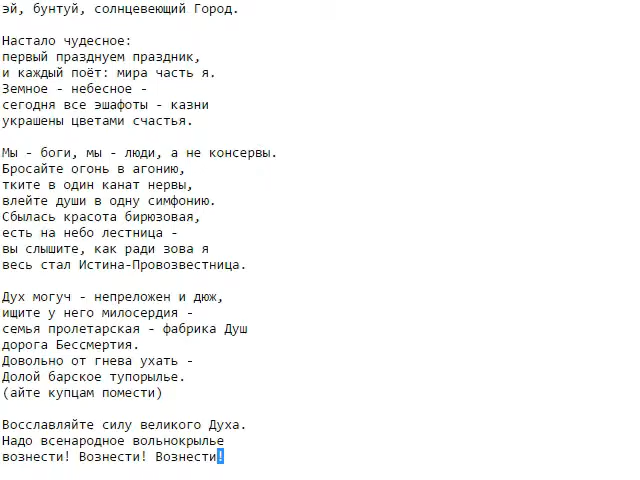 эй, бунтуй, солнцевеющий Город.

Настало чудесное:
первый празднуем праздник,
и каждый поёт: мира часть я.
Земное - небесное -
сегодня все эшафоты - казни
украшены цветами счастья.

Мы - боги, мы - люди, а не консервы.
Бросайте огонь в агонию,
тките в один канат нервы,
влейте души в одну симфонию.
Сбылась красота бирюзовая,
есть на небо лестница -
вы слышите, как ради зова я
весь стал Истина-Провозвестница.

Дух могуч - непреложен и дюж,
ищите у него милосердия -
семья пролетарская - фабрика Душ
дорога Бессмертия.
Довольно от гнева ухать -
Долой барское тупорылье.
(айте купцам помести)

Восславляйте силу великого Духа.
Надо всенародное вольнокрылье
вознести! Вознести! Вознести!